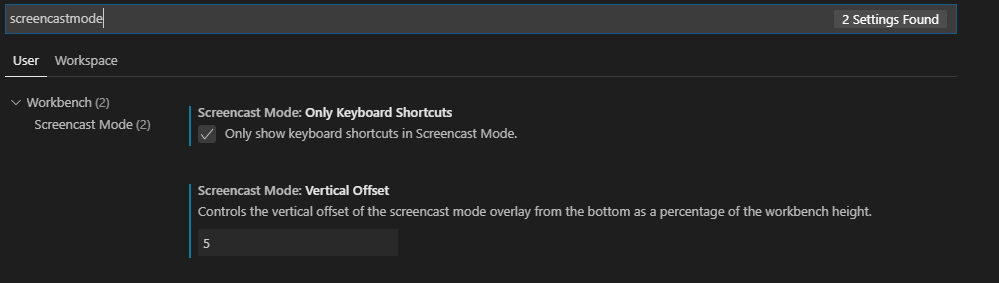 screencastmode
2 Settings Found
User Workspace
Workbench (2)
Screencast Mode (2)
Screencast Mode: Only Keyboard Shortcuts
Only show keyboard shortcuts in Screencast Mode.
Screencast Mode: Vertical Offset
Controls the vertical offset of the screencast mode overlay from the bottom as a percentage of the workbench height.
5